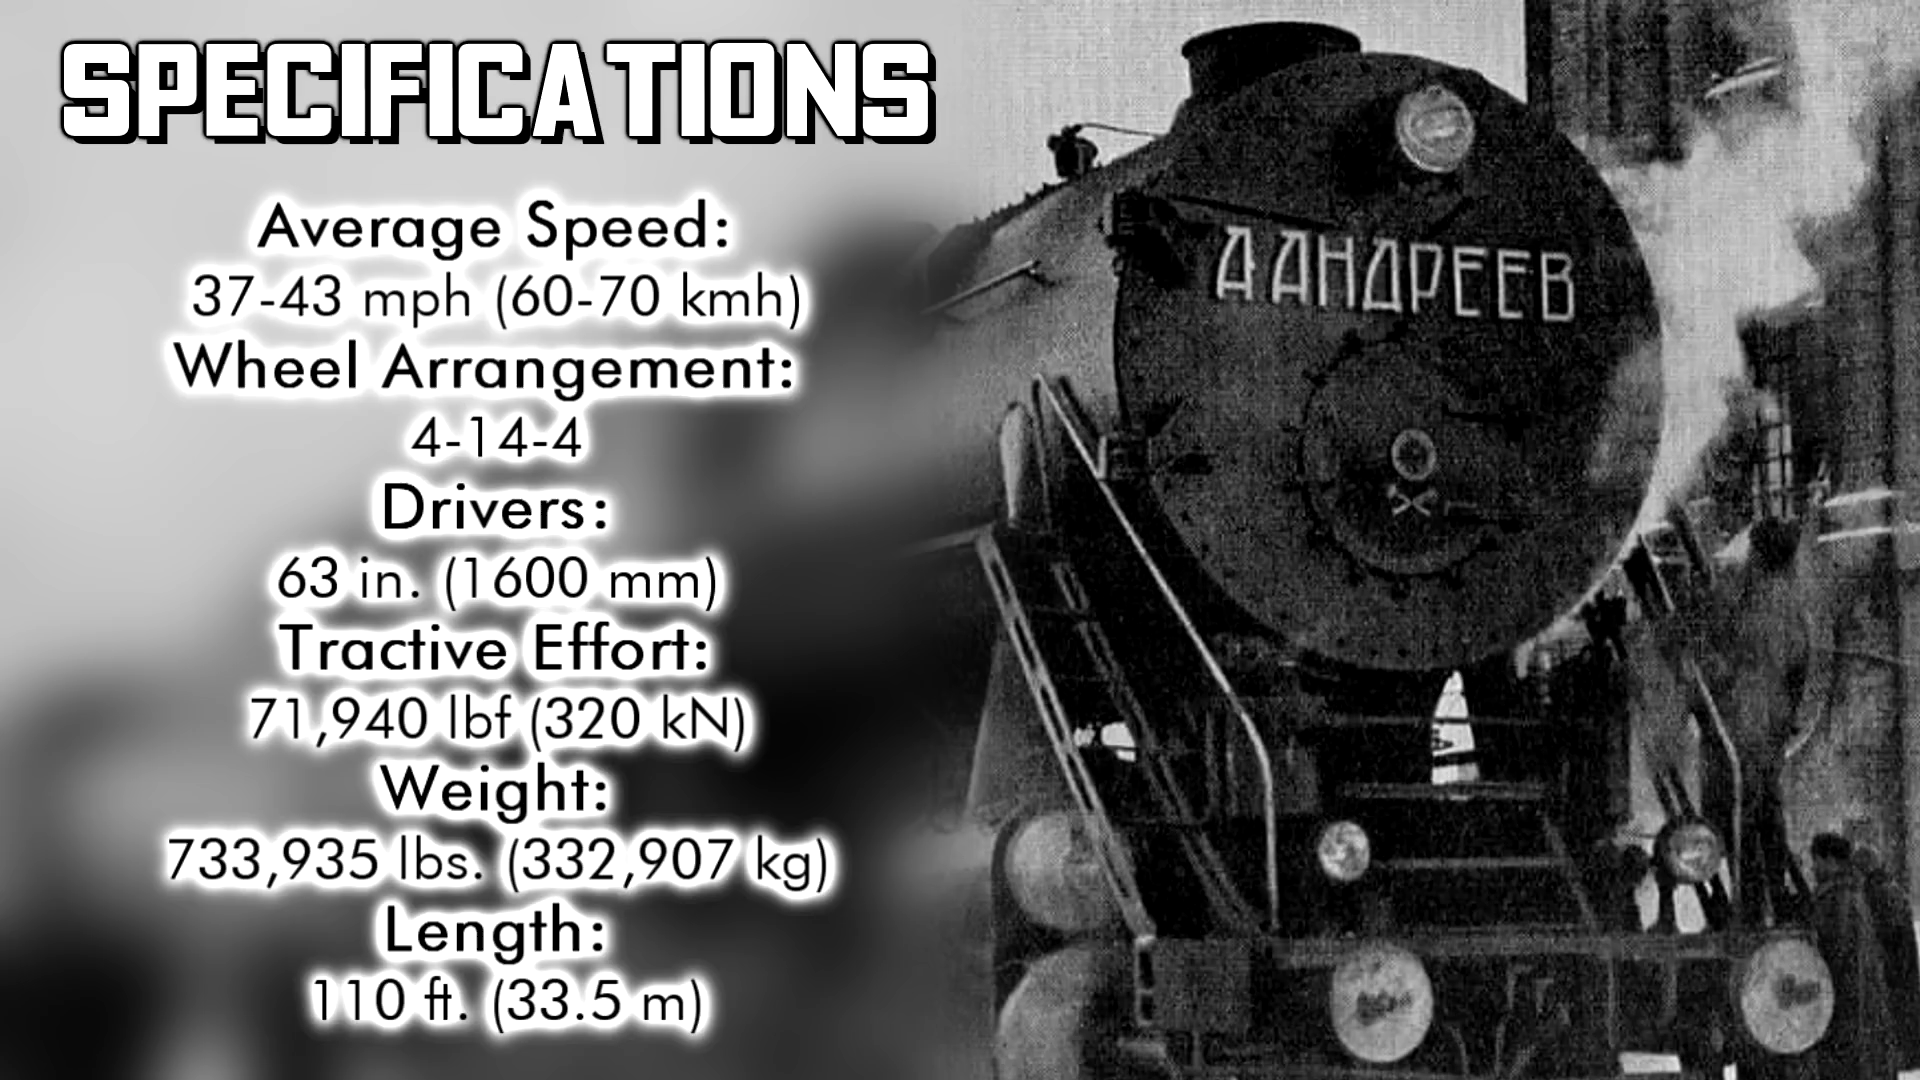 SPECIFICATIONS
Average Speed:
37-43 mph (60-70 kmh)
Wheel Arrangement:
4-14-4
Drivers:
63 in. (1600 mm)
Tractive Effort:
71,940 lbf (320 kN)
Weight:
733,935 lbs. (332,907 kg)
Length:
110 ft. (33.5 m)
ААНДРЕЕВ